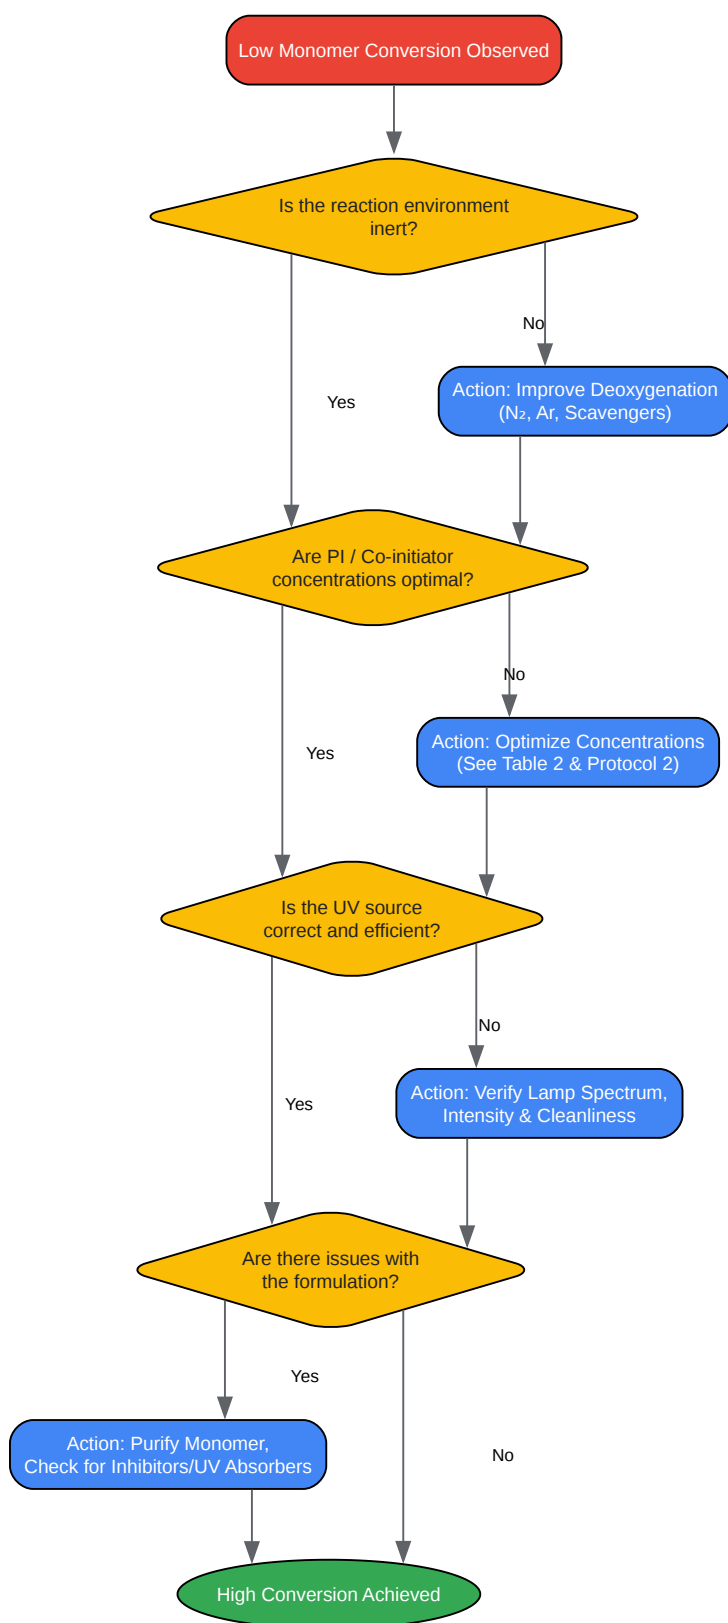 Low Monomer Conversion Observed
Is the reaction environment
inert?
No
Action: Improve Deoxygenation
(N₂, Ar, Scavengers)
Yes
Are PI / Co-initiator
concentrations optimal?
No
Action: Optimize Concentrations
(See Table 2 & Protocol 2)
Yes
Is the UV source
correct and efficient?
No
Action: Verify Lamp Spectrum,
Intensity & Cleanliness
Yes
Are there issues with
the formulation?
Yes
Action: Purify Monomer,
Check for Inhibitors/UV Absorbers
No
High Conversion Achieved